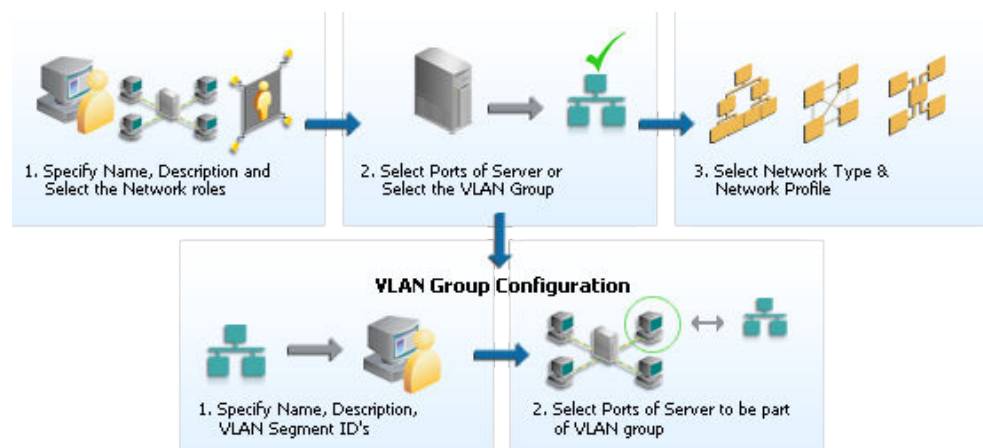 1. Specify Name, Description and
Select the Network roles
2. Select Ports of Server or
Select the VLAN Group
3. Select Network Type &
Network Profile
VLAN Group Configuration
1. Specify Name, Description,
VLAN Segment ID's
2. Select Ports of Server to be part
of VLAN group